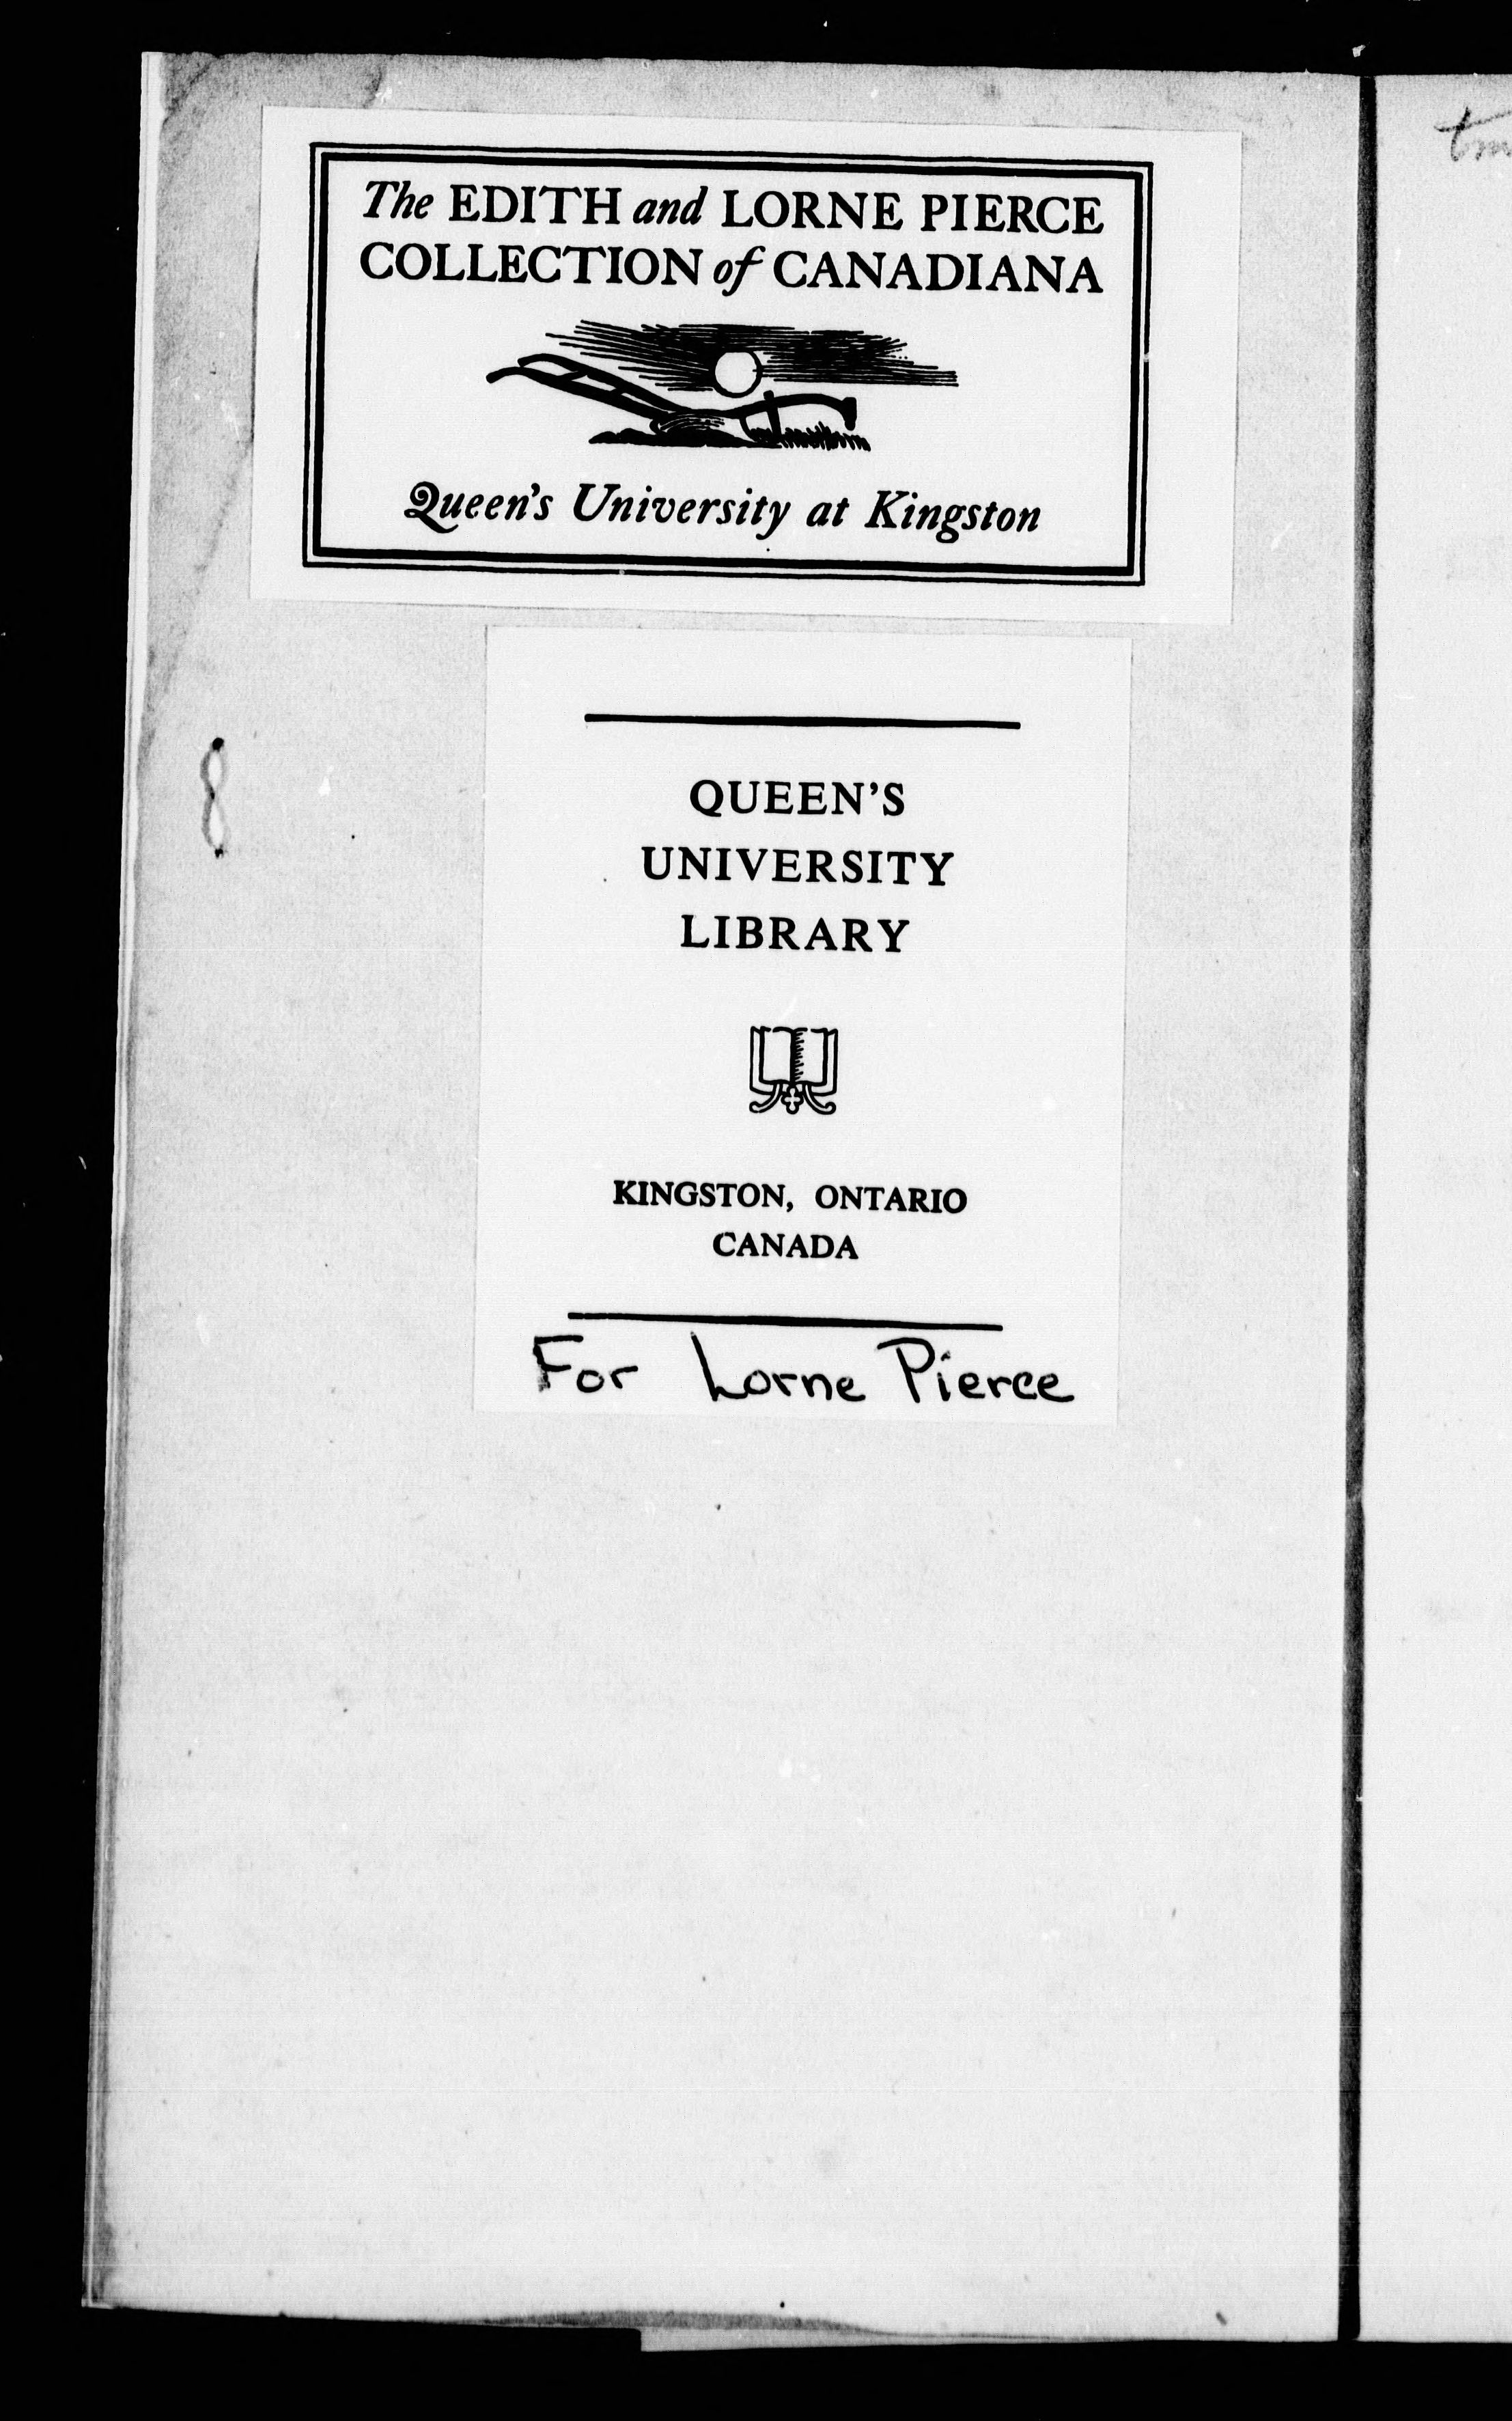 The EDITH and LORNE PIERCE
COLLECTION of CANADIANA
Queen's University at Kingston
QUEEN'S
UNIVERSITY
LIBRARY
KINGSTON, ONTARIO
CANADA
For Lorne Pierce